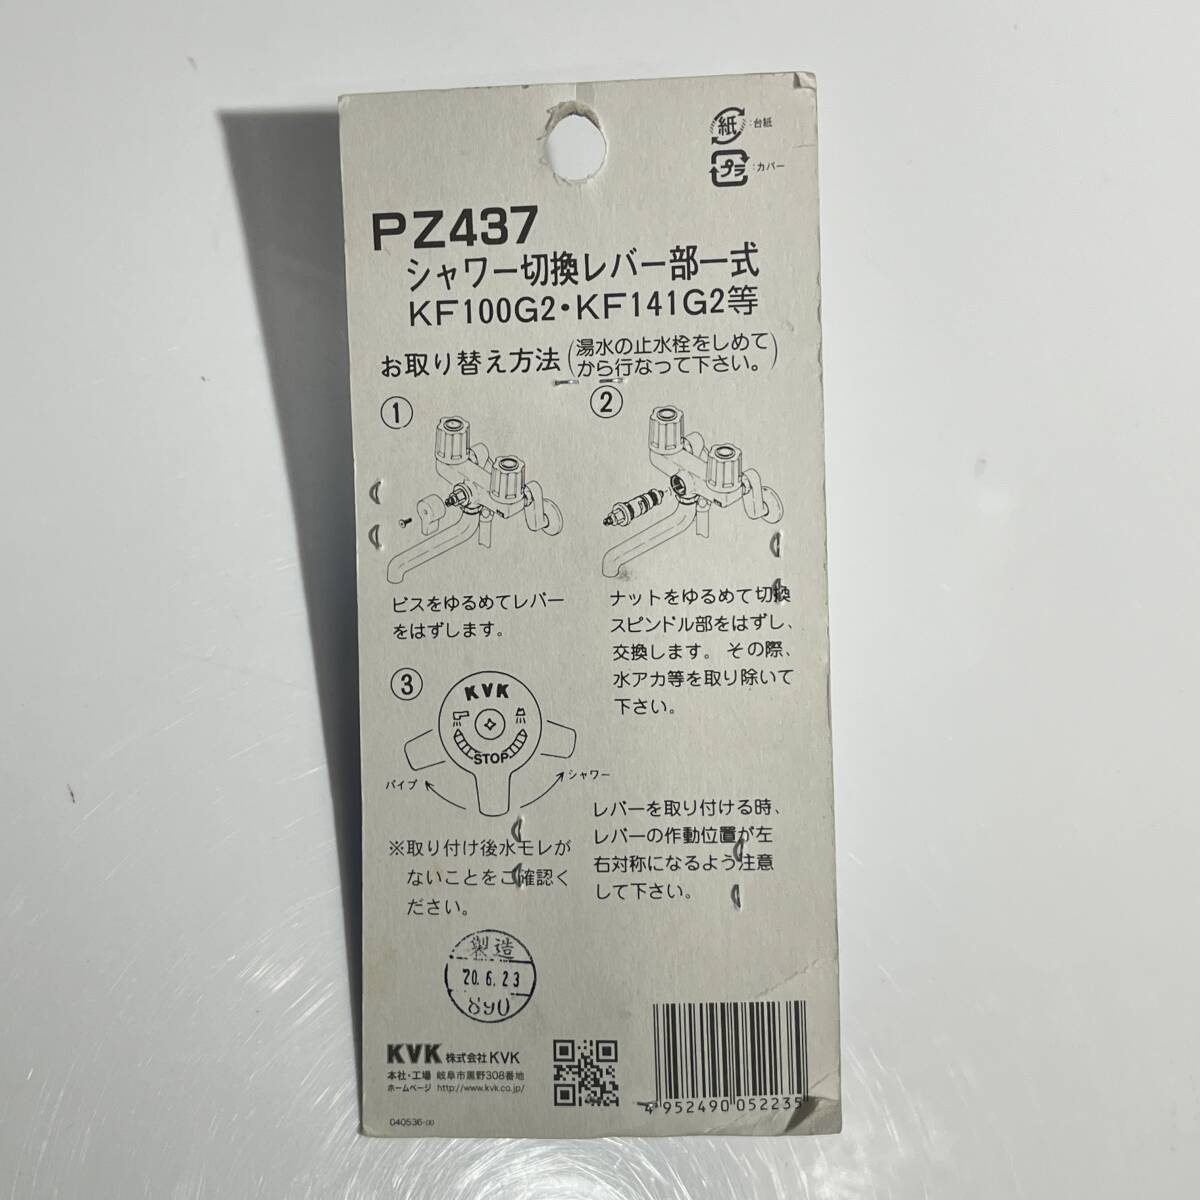 紙:台紙
プラ:カバー
PZ437
シャワー切換レバー部一式
KF100G2・KF141G2等
お取り替え方法(湯水の止水栓をしめて
から行なって下さい。)
①
②
ビスをゆるめてレバー
をはずします。
ナットをゆるめて切換
スピンドル部をはずし、
交換します。その際、
水アカ等を取り除いて
下さい。
③
KVK
STOP
パイプ
シャワー
レバーを取り付ける時、
レバーの作動位置が左
右対称になるよう注意
して下さい。
※取り付け後水モレが
ないことをご確認く
ださい。
製造
20.6.23
890
KVK 株式会社KVK
本社・工場 岐阜市黒野308番地
ホームページ http://www.kvk.co.jp/
040536-00
4 952490 052235